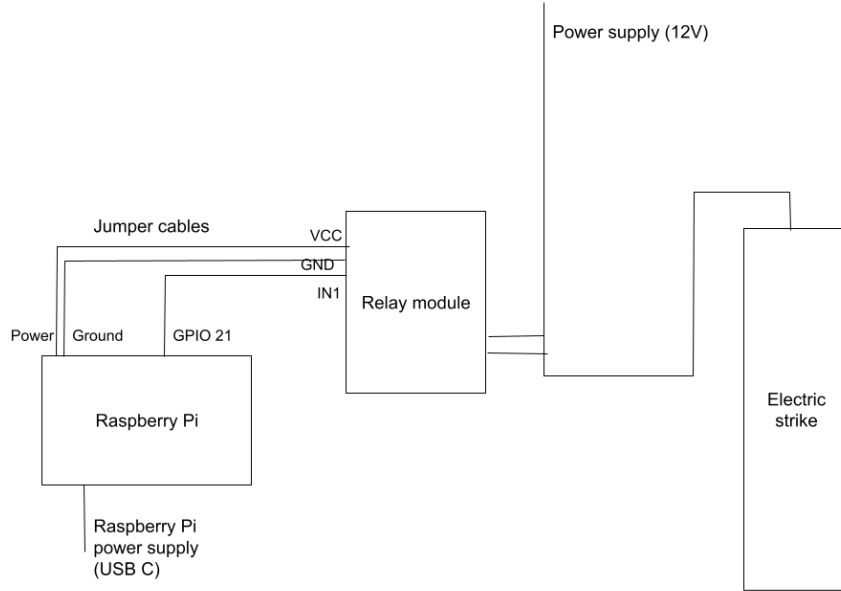 Power supply (12V)
Jumper cables
VCC
GND
IN1
Relay module
Power
Ground
GPIO 21
Raspberry Pi
Electric
strike
Raspberry Pi
power supply
(USB C)